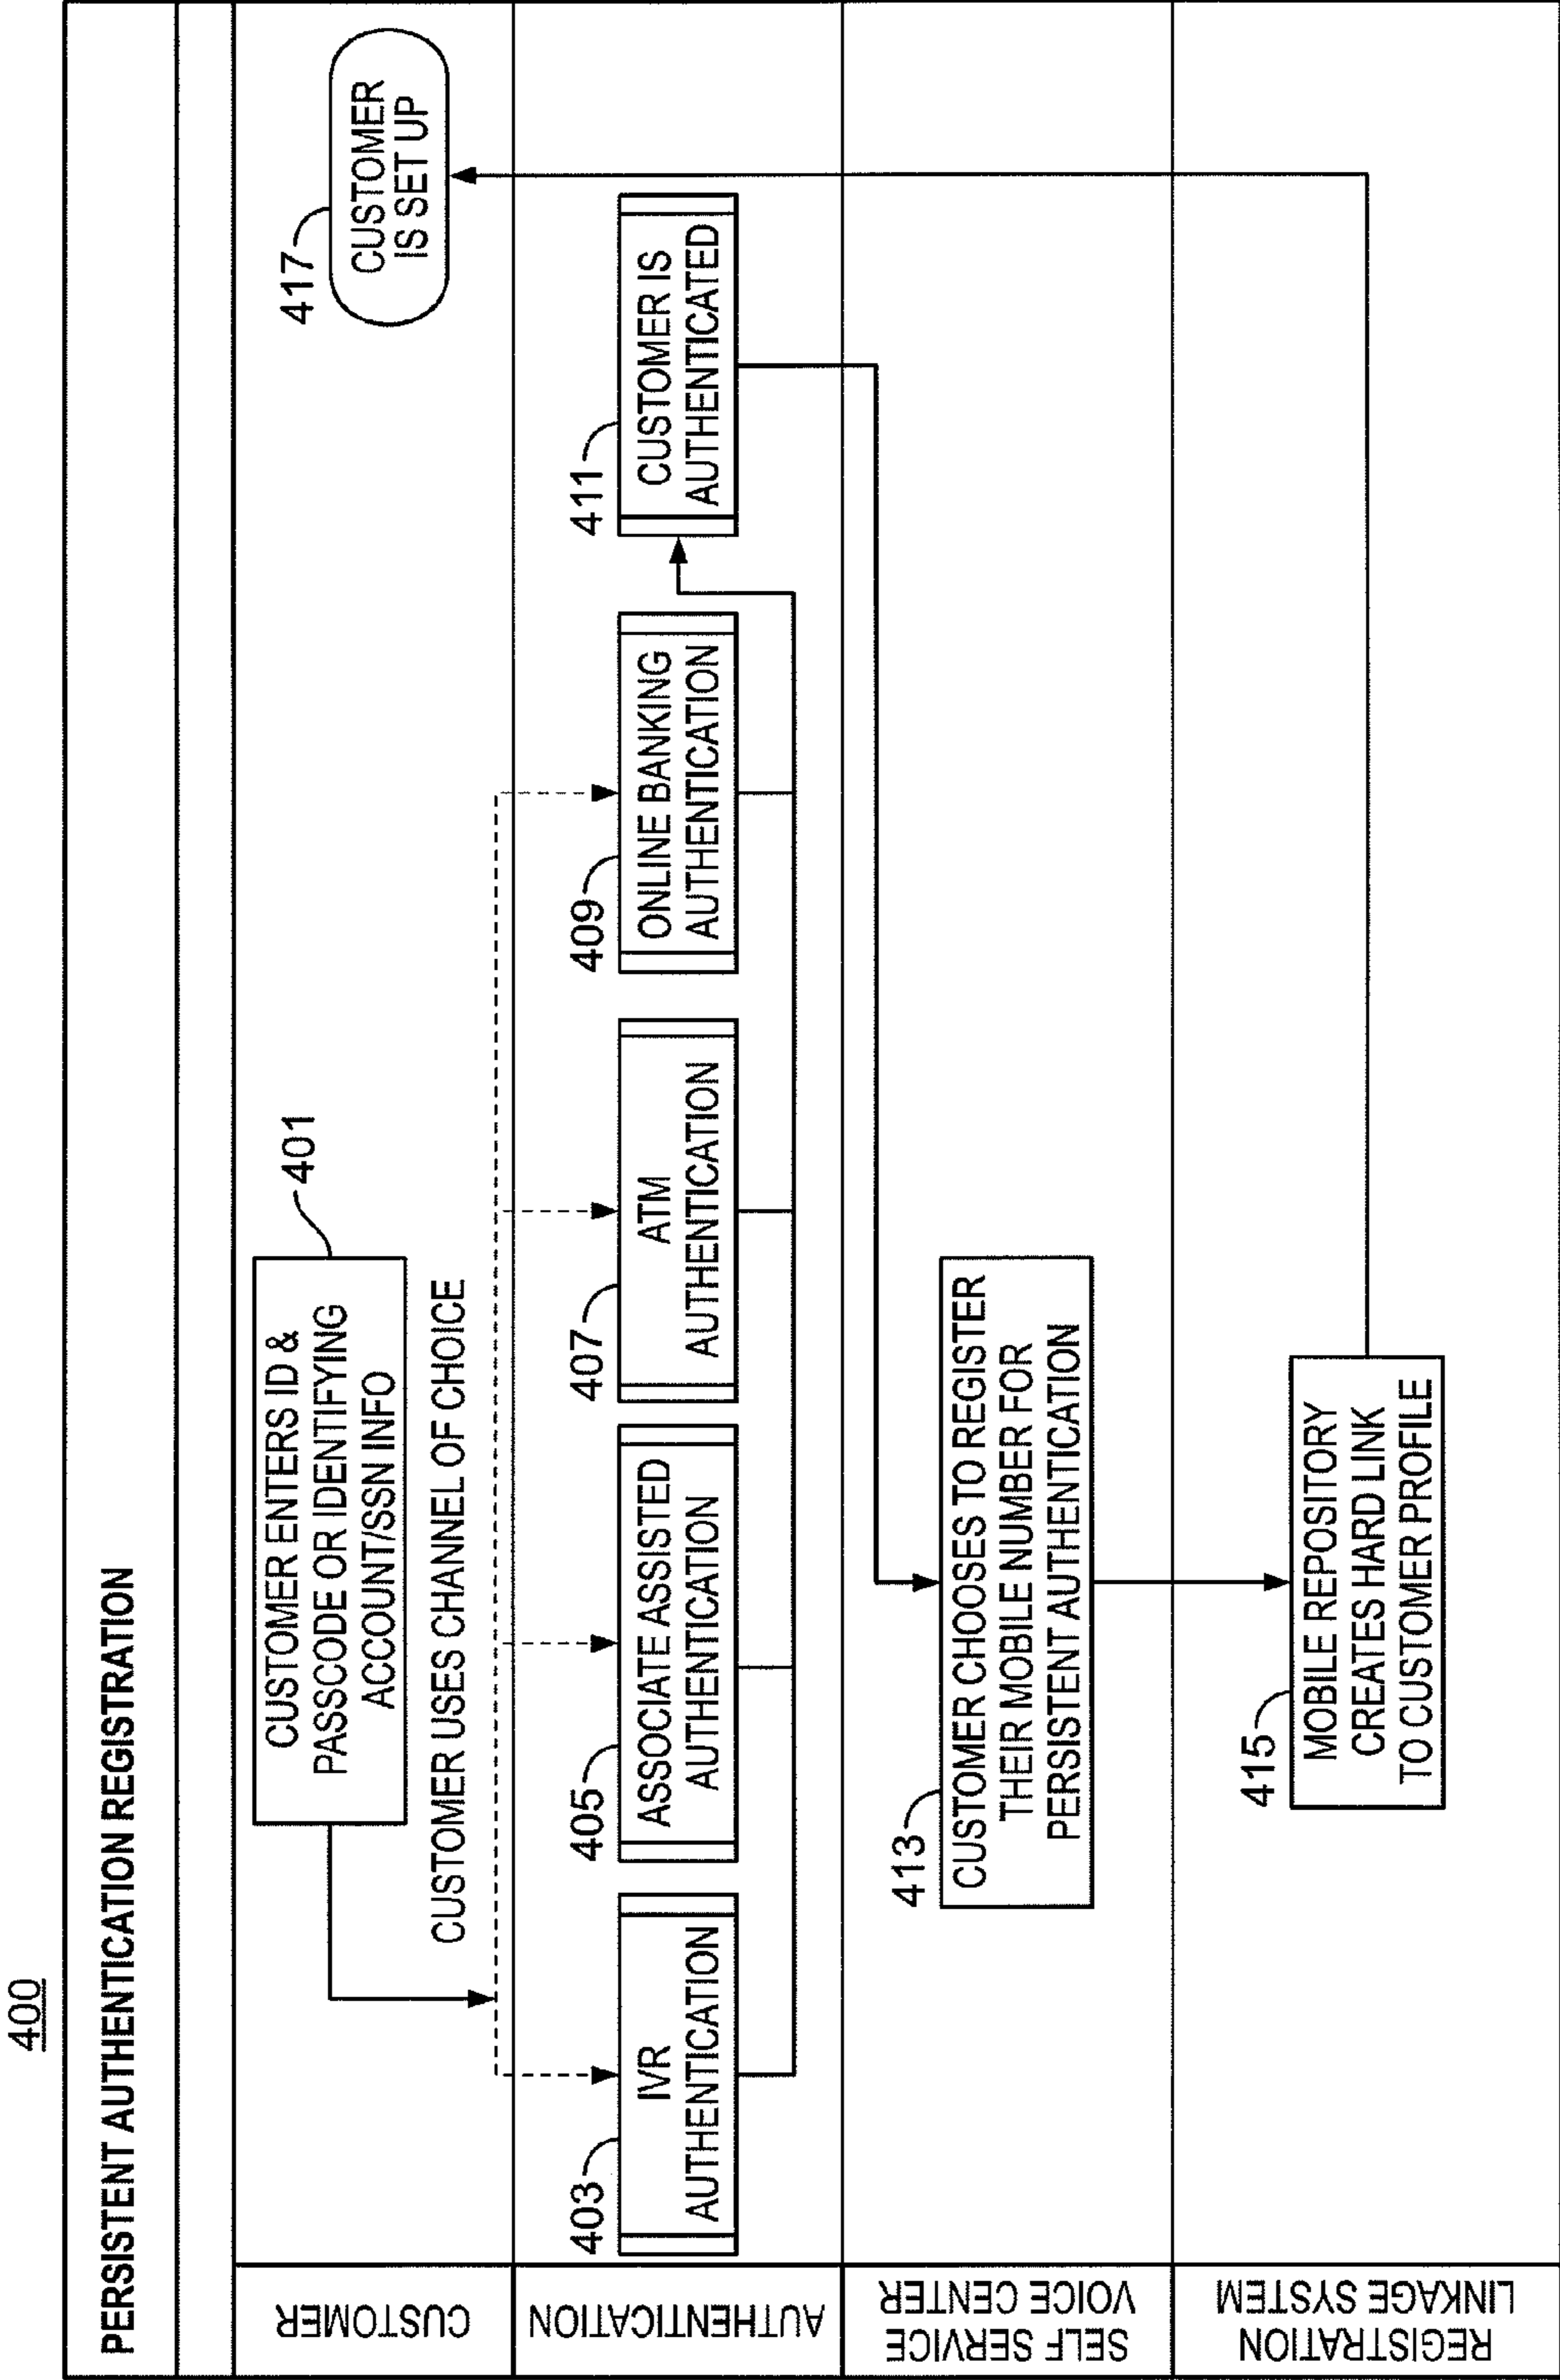 400
PERSISTENT AUTHENTICATION REGISTRATION
CUSTOMER
CUSTOMER ENTERS ID &
PASSCODE OR IDENTIFYING
ACCOUNT/SSN INFO
401
CUSTOMER USES CHANNEL OF CHOICE
417
CUSTOMER
IS SET UP
AUTHENTICATION
403
IVR
AUTHENTICATION
405
ASSOCIATE ASSISTED
AUTHENTICATION
407
ATM
AUTHENTICATION
409
ONLINE BANKING
AUTHENTICATION
411
CUSTOMER IS
AUTHENTICATED
SELF SERVICE
VOICE CENTER
413
CUSTOMER CHOOSES TO REGISTER
THEIR MOBILE NUMBER FOR
PERSISTENT AUTHENTICATION
REGISTRATION
LINKAGE SYSTEM
415
MOBILE REPOSITORY
CREATES HARD LINK
TO CUSTOMER PROFILE